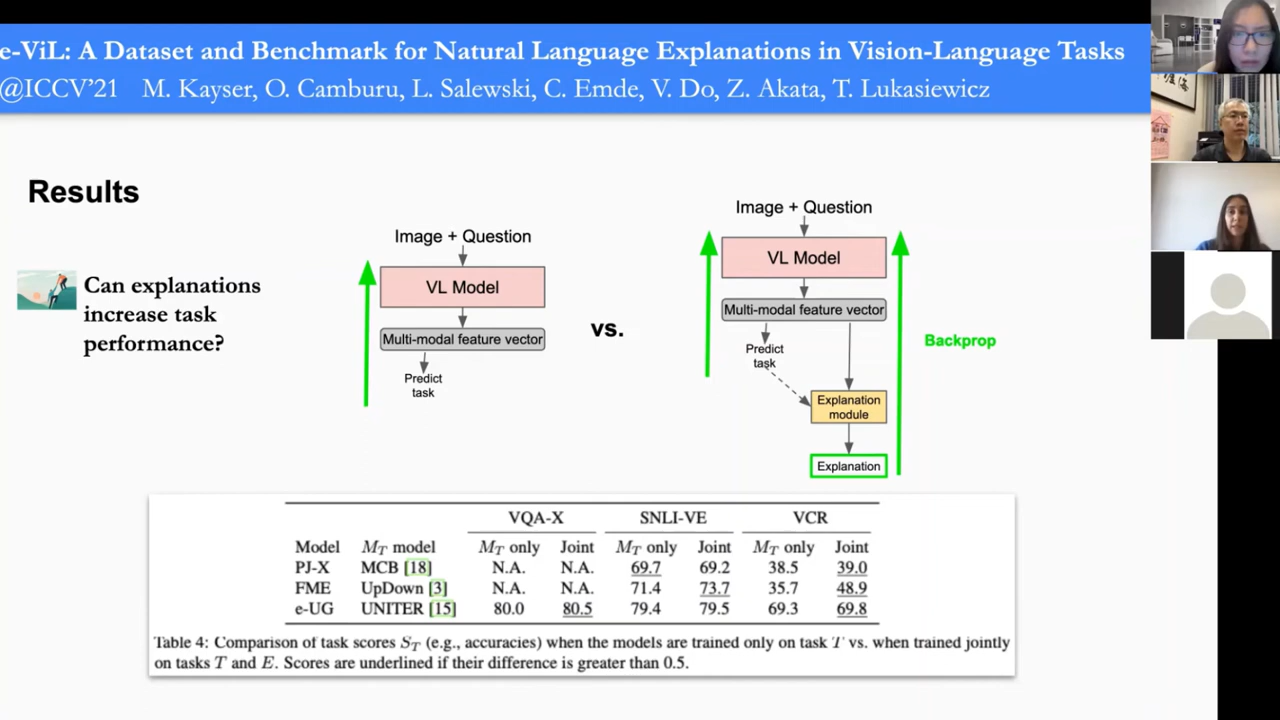 e-ViL: A Dataset and Benchmark for Natural Language Explanations in Vision-Language Tasks
@ICCV'21 M. Kayser, O. Camburu, L. Salewski, C. Emde, V. Do, Z. Akata, T. Lukasiewicz
Results
Can explanations
increase task
performance?
Image + Question
VL Model
Multi-modal feature vector
Predict
task
vs.
Image + Question
VL Model
Multi-modal feature vector
Predict
task
Explanation
module
Explanation
Backprop
VQA-X SNLI-VE VCR
Model M_T model M_T only Joint M_T only Joint M_T only Joint
PJ-X MCB [18] N.A. N.A. 69.7 69.2 38.5 39.0
FME UpDown [3] N.A. N.A. 71.4 73.7 35.7 48.9
e-UG UNITER [15] 80.0 80.5 79.4 79.5 69.3 69.8
Table 4: Comparison of task scores S_T (e.g., accuracies) when the models are trained only on task T vs. when trained jointly
on tasks T and E. Scores are underlined if their difference is greater than 0.5.